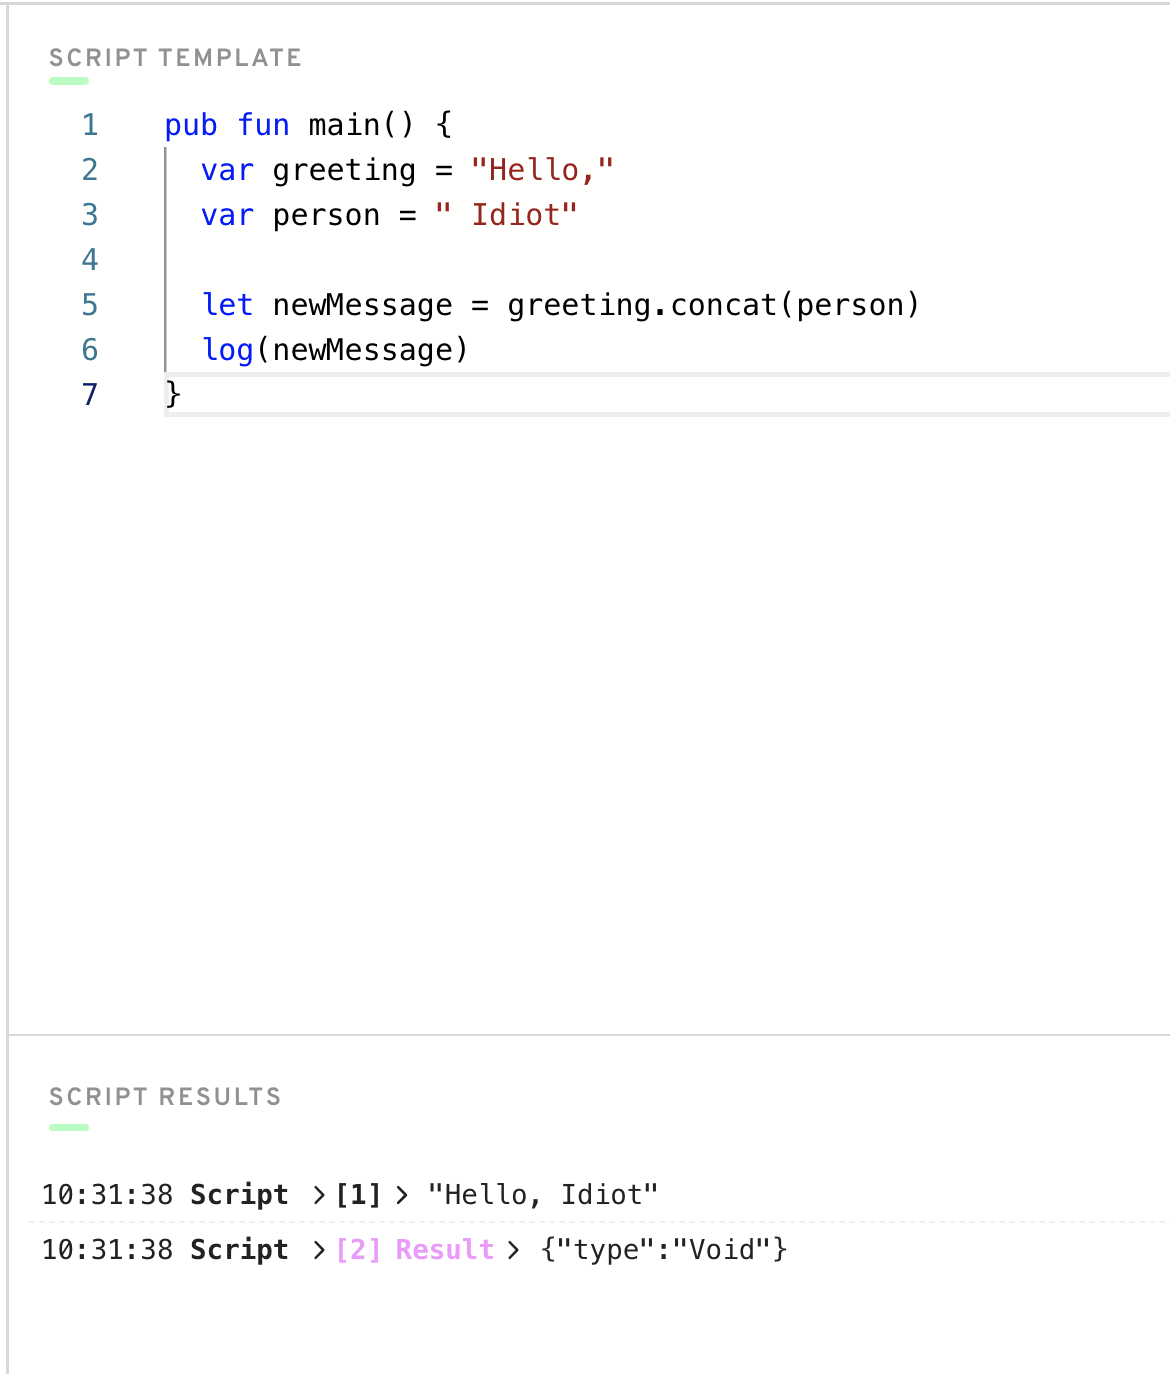 SCRIPT TEMPLATE
1 pub fun main() {
2 var greeting = "Hello,"
3 var person = " Idiot"
4
5 let newMessage = greeting.concat(person)
6 log(newMessage)
7 }
SCRIPT RESULTS
10:31:38 Script > [1] > "Hello, Idiot"
10:31:38 Script > [2] Result > {"type":"Void"}